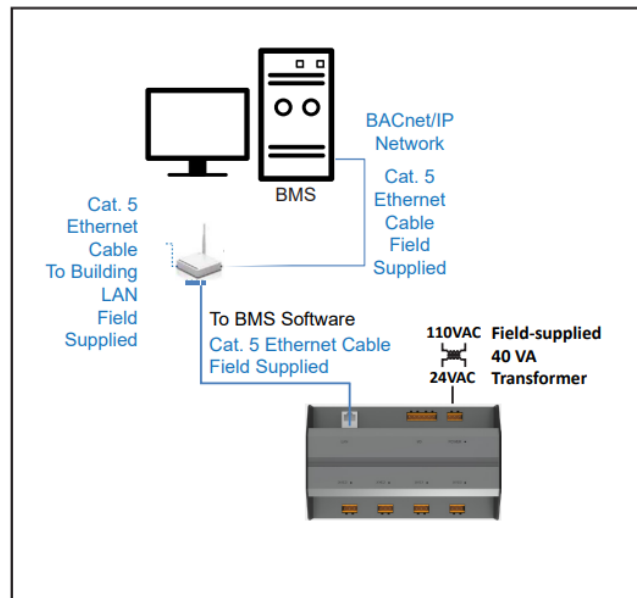 BMS
BACnet/IP
Network
Cat. 5
Ethernet
Cable
Field
Supplied
Cat. 5
Ethernet
Cable
To Building
LAN
Field
Supplied
To BMS Software
Cat. 5 Ethernet Cable
Field Supplied
110VAC Field-supplied
40 VA
24VAC Transformer